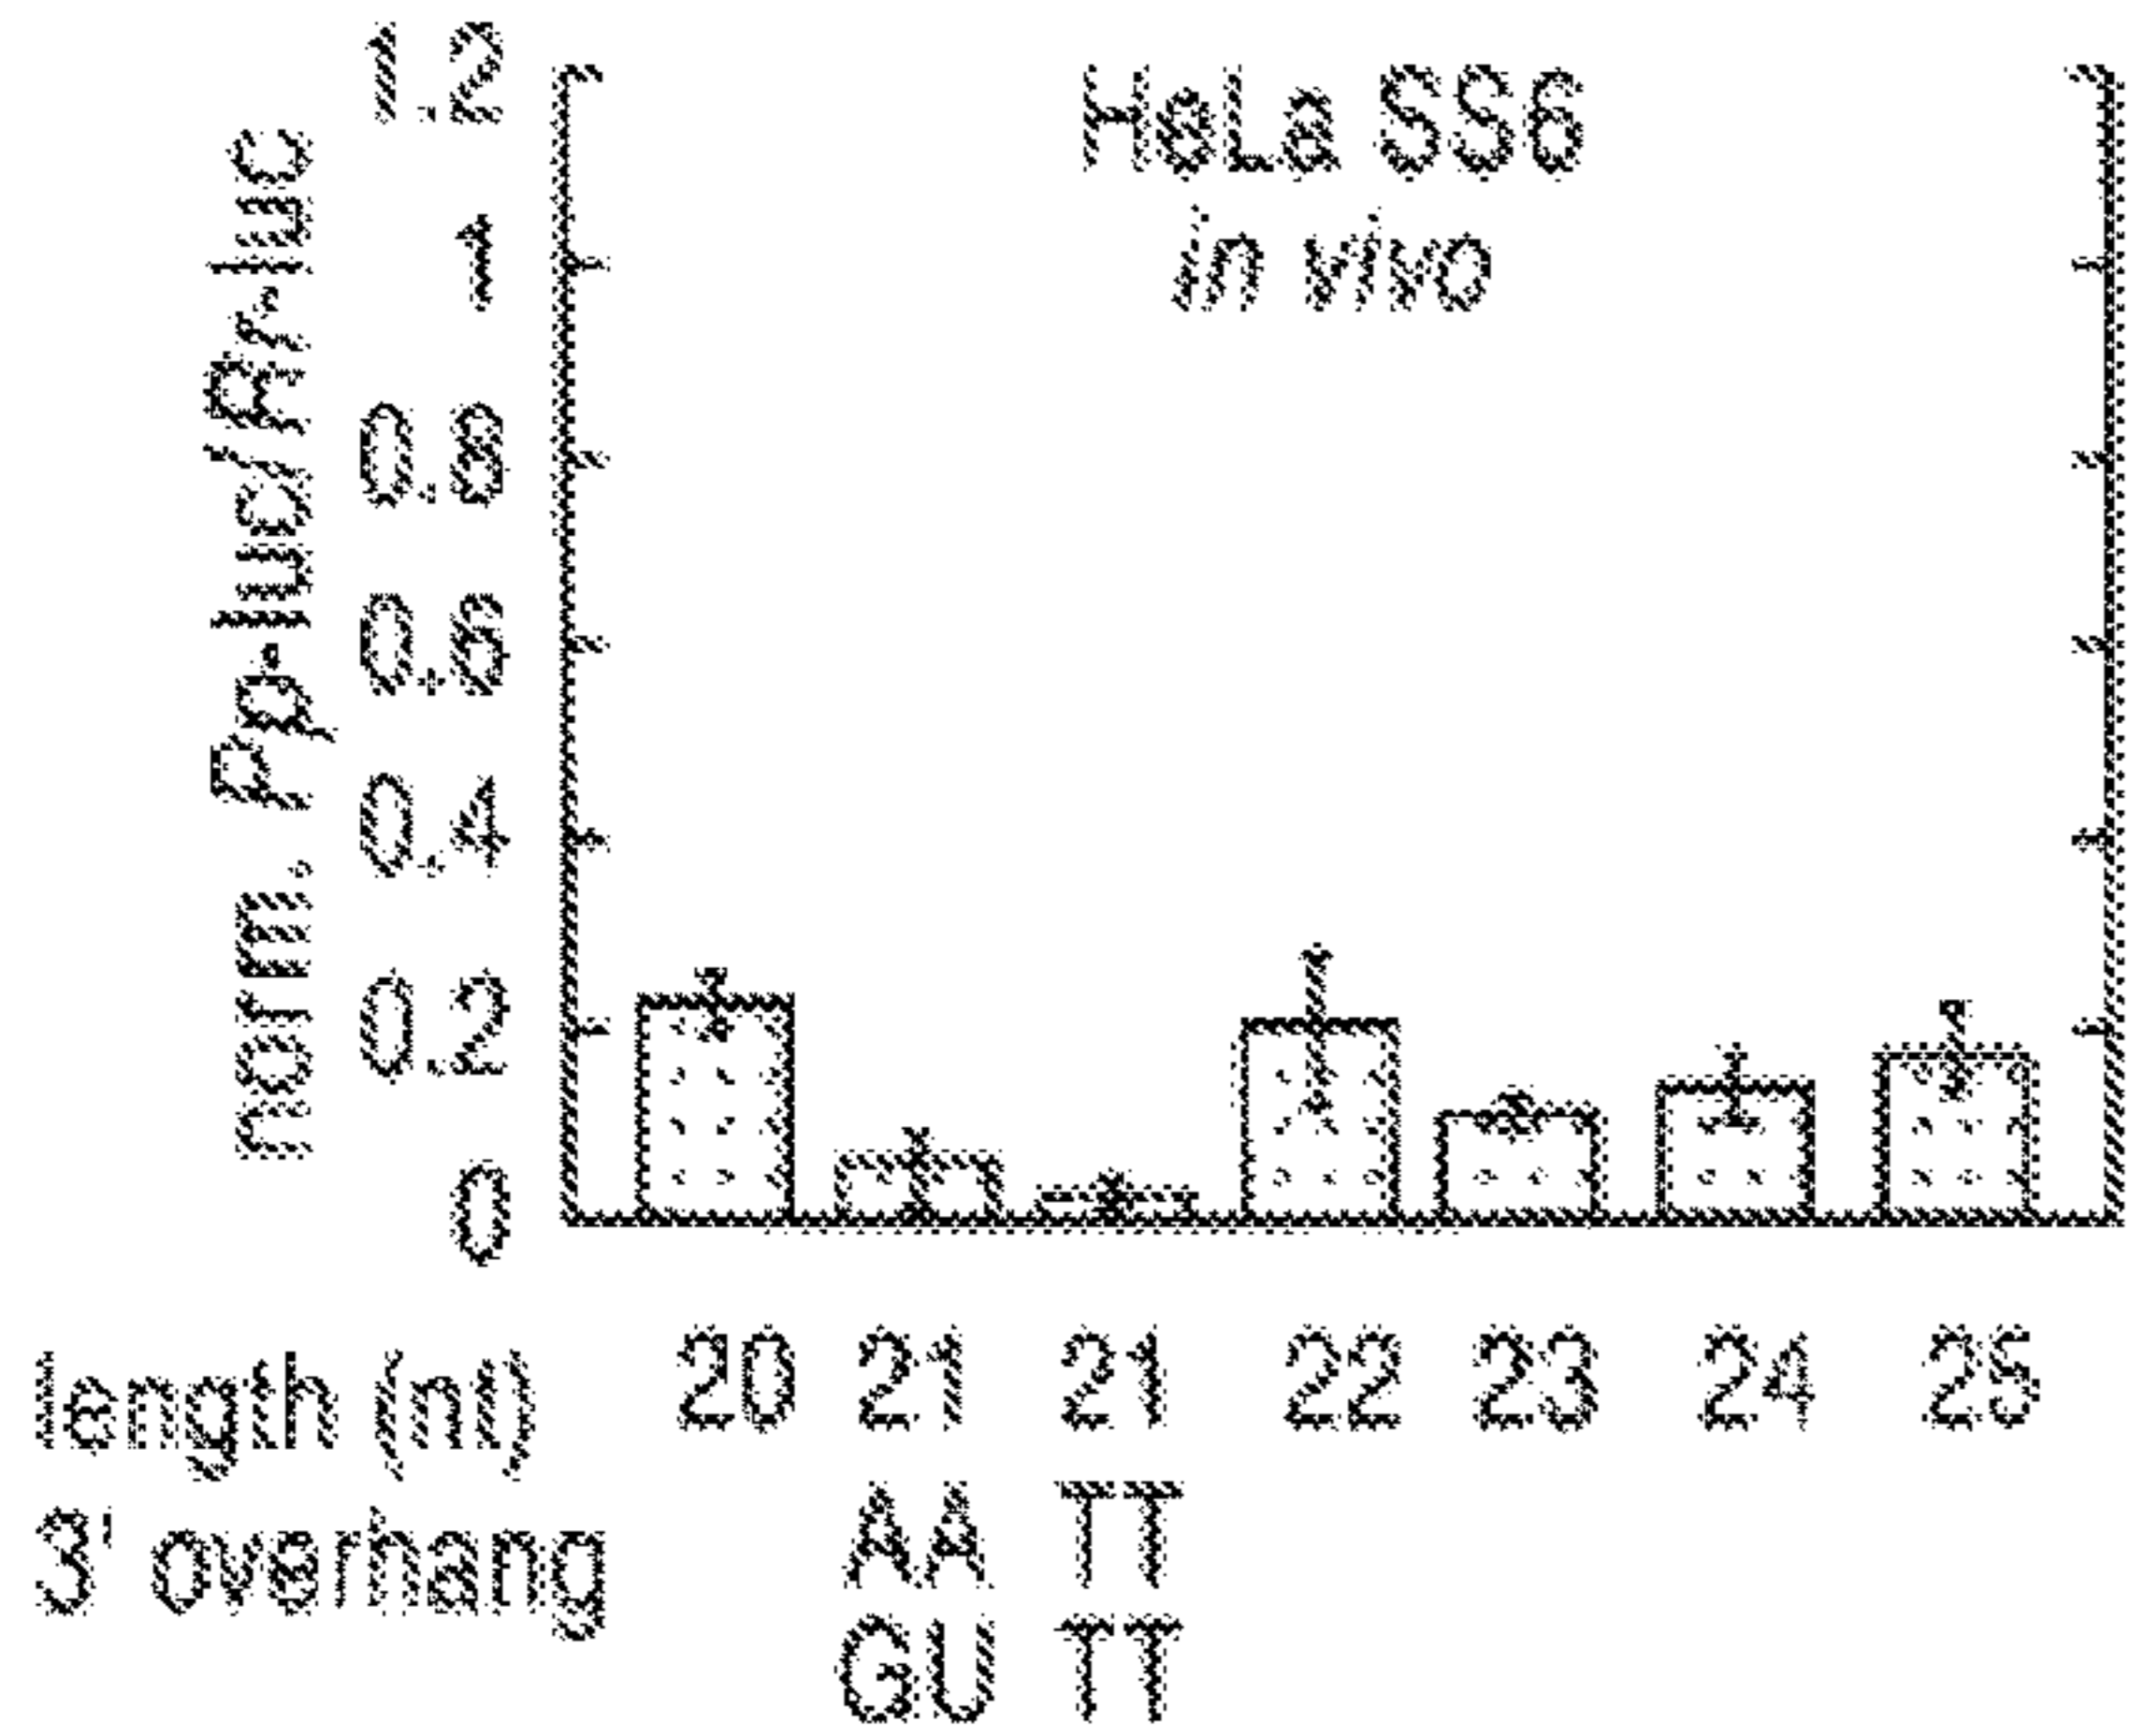 norm. Pp-luc/Rr-luc
1.2
1
0.8
0.6
0.4
0.2
0
HeLa SS6
in vivo
length (nt) 20 21 21 22 23 24 25
3' overhang AA TT
GU TT